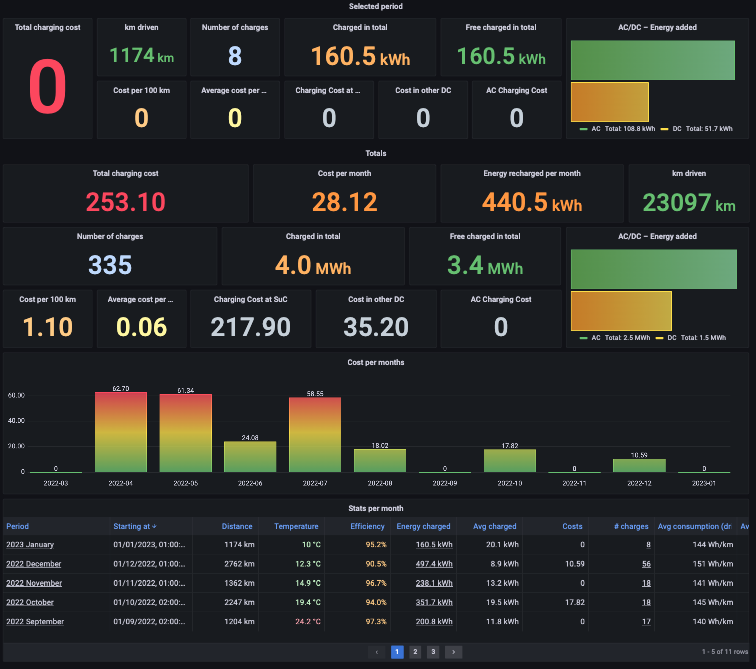 Selected period
Total charging cost
0
km driven
1174 km
Number of charges
8
Charged in total
160.5 kWh
Free charged in total
160.5 kWh
AC/DC – Energy added
AC Total: 108.8 kWh DC Total: 51.7 kWh
Cost per 100 km
0
Average cost per ...
0
Charging Cost at ...
0
Cost in other DC
0
AC Charging Cost
0
Totals
Total charging cost
253.10
Cost per month
28.12
Energy recharged per month
440.5 kWh
km driven
23097 km
Number of charges
335
Charged in total
4.0 MWh
Free charged in total
3.4 MWh
AC/DC – Energy added
AC Total: 2.5 MWh DC Total: 1.5 MWh
Cost per 100 km
1.10
Average cost per ...
0.06
Charging Cost at SuC
217.90
Cost in other DC
35.20
AC Charging Cost
0
Cost per months
60.00
40.00
20.00
0
0 62.70 61.34 24.08 58.55 18.02 0 17.82 0 10.59 0
2022-03 2022-04 2022-05 2022-06 2022-07 2022-08 2022-09 2022-10 2022-11 2022-12 2023-01
Stats per month
Period Starting at Distance Temperature Efficiency Energy charged Avg charged Costs # charges Avg consumption (dr Av
2023 January 01/01/2023, 01:00:... 1174 km 10 °C 95.2% 160.5 kWh 20.1 kWh 0 8 144 Wh/km
2022 December 01/12/2022, 01:00:... 2762 km 12.3 °C 90.5% 497.4 kWh 8.9 kWh 10.59 56 151 Wh/km
2022 November 01/11/2022, 01:00:... 1362 km 14.9 °C 96.7% 238.1 kWh 13.2 kWh 0 18 141 Wh/km
2022 October 01/10/2022, 02:00:... 2247 km 19.4 °C 94.0% 351.7 kWh 19.5 kWh 17.82 18 145 Wh/km
2022 September 01/09/2022, 02:00:... 1204 km 24.2 °C 97.3% 200.8 kWh 11.8 kWh 0 17 140 Wh/km
‹ 1 2 3 ›
1 - 5 of 11 rows